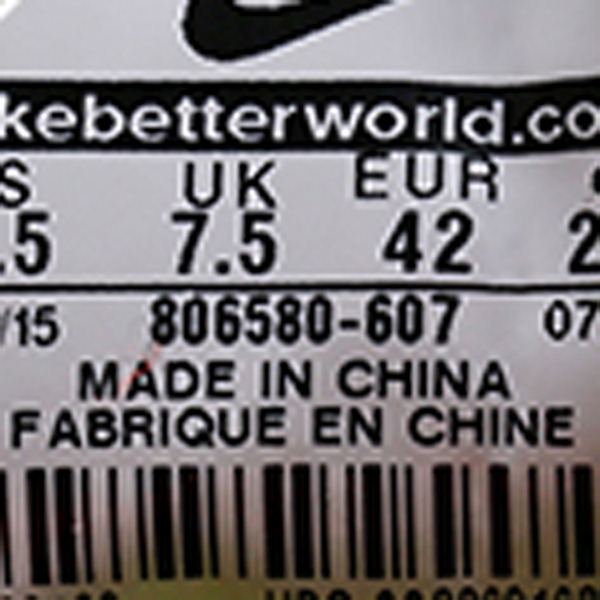 kebetterworld.co
S UK EUR
.5 7.5 42 2
/15 806580-607 07
MADE IN CHINA
FABRIQUE EN CHINE